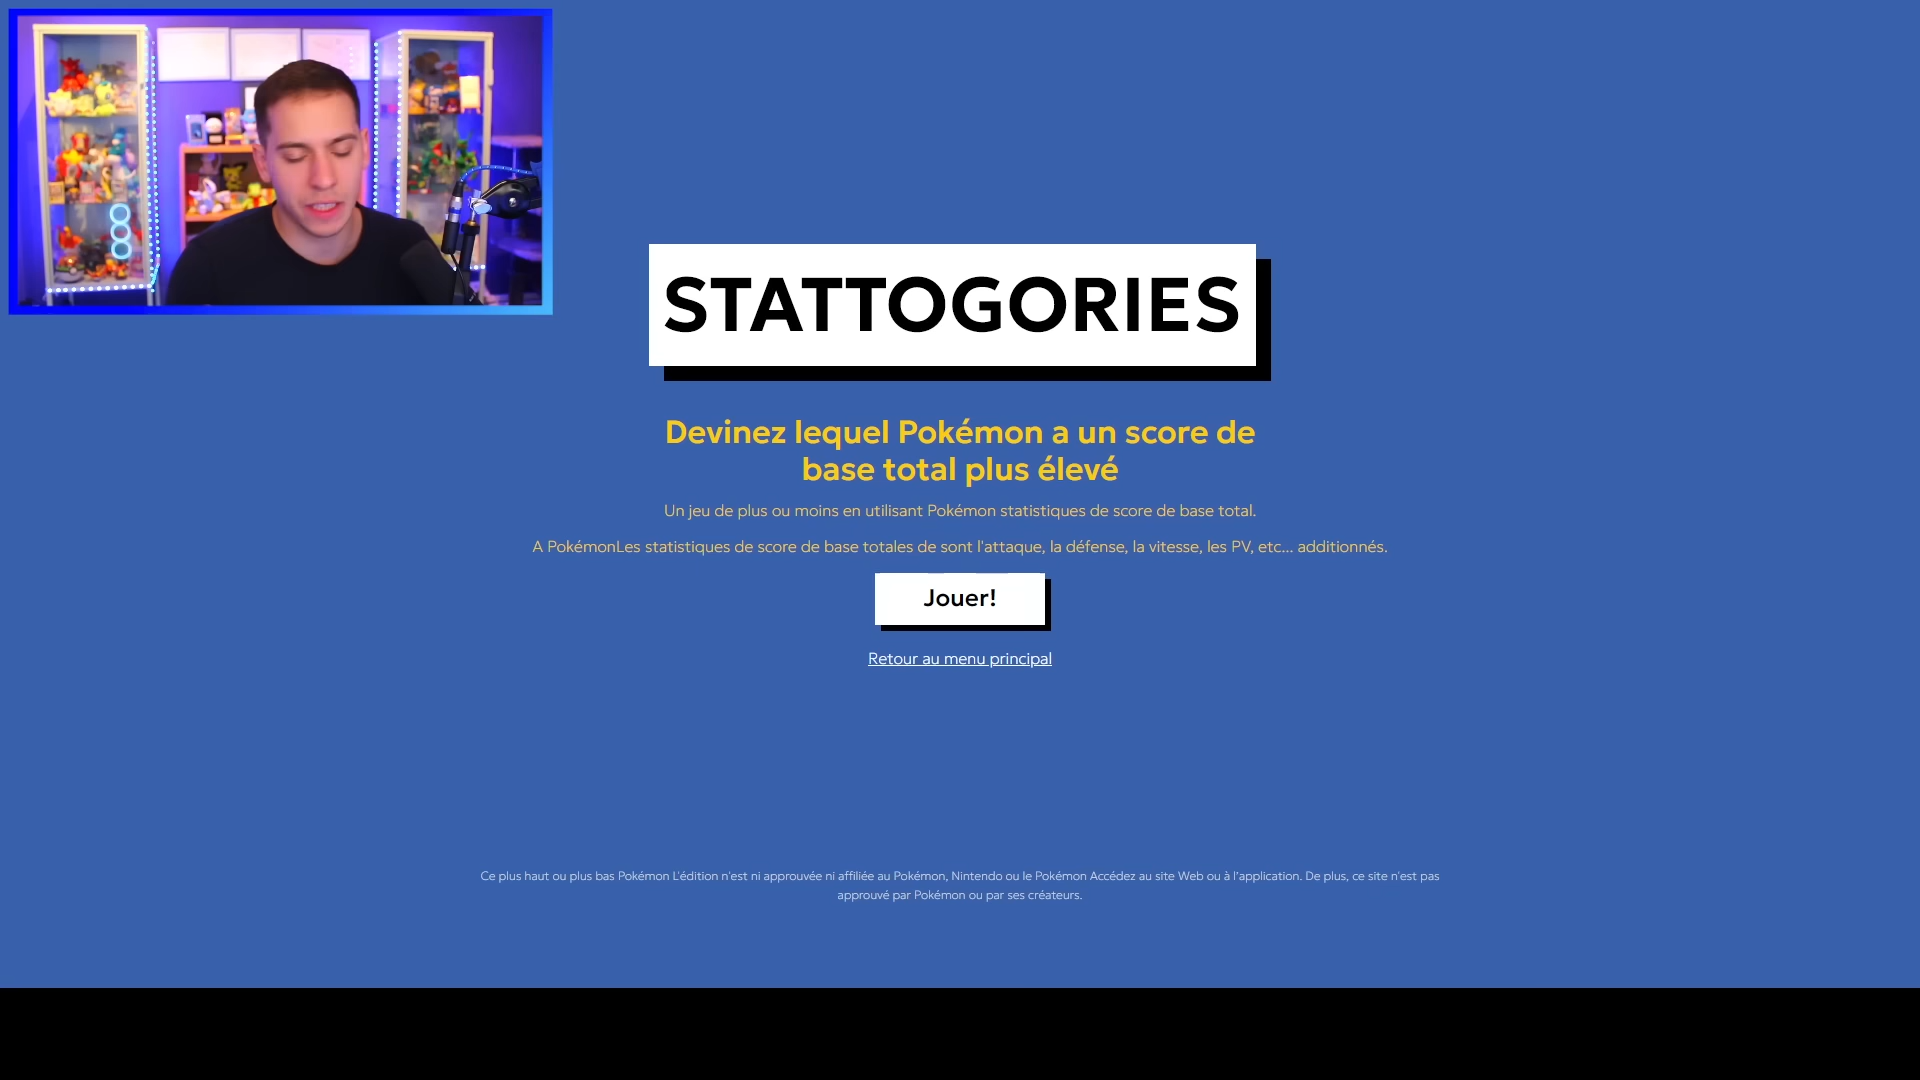 STATTOGORIES
Devinez lequel Pokémon a un score de
base total plus élevé
Un jeu de plus ou moins en utilisant Pokémon statistiques de score de base total.
A PokémonLes statistiques de score de base totales de sont l'attaque, la défense, la vitesse, les PV, etc... additionnés.
Jouer!
Retour au menu principal
Ce plus haut ou plus bas Pokémon L'édition n'est ni approuvée ni affiliée au Pokémon, Nintendo ou le Pokémon Accédez au site Web ou à l'application. De plus, ce site n'est pas
approuvé par Pokémon ou par ses créateurs.